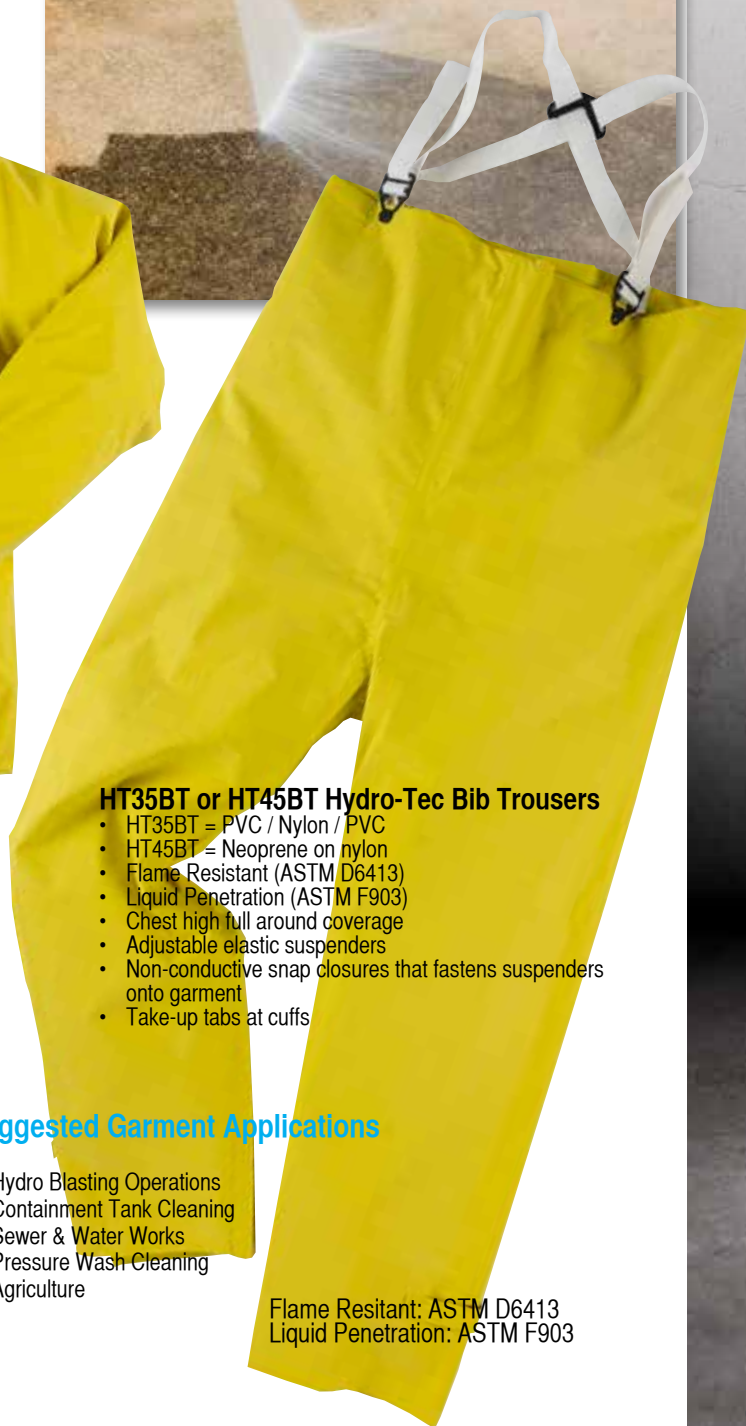 HT35BT or HT45BT Hydro-Tec Bib Trousers
• HT35BT = PVC / Nylon / PVC
• HT45BT = Neoprene on nylon
• Flame Resistant (ASTM D6413)
• Liquid Penetration (ASTM F903)
• Chest high full around coverage
• Adjustable elastic suspenders
• Non-conductive snap closures that fastens suspenders
onto garment
• Take-up tabs at cuffs
ggested Garment Applications
Hydro Blasting Operations
Containment Tank Cleaning
Sewer & Water Works
Pressure Wash Cleaning
Agriculture
Flame Resitant: ASTM D6413
Liquid Penetration: ASTM F903